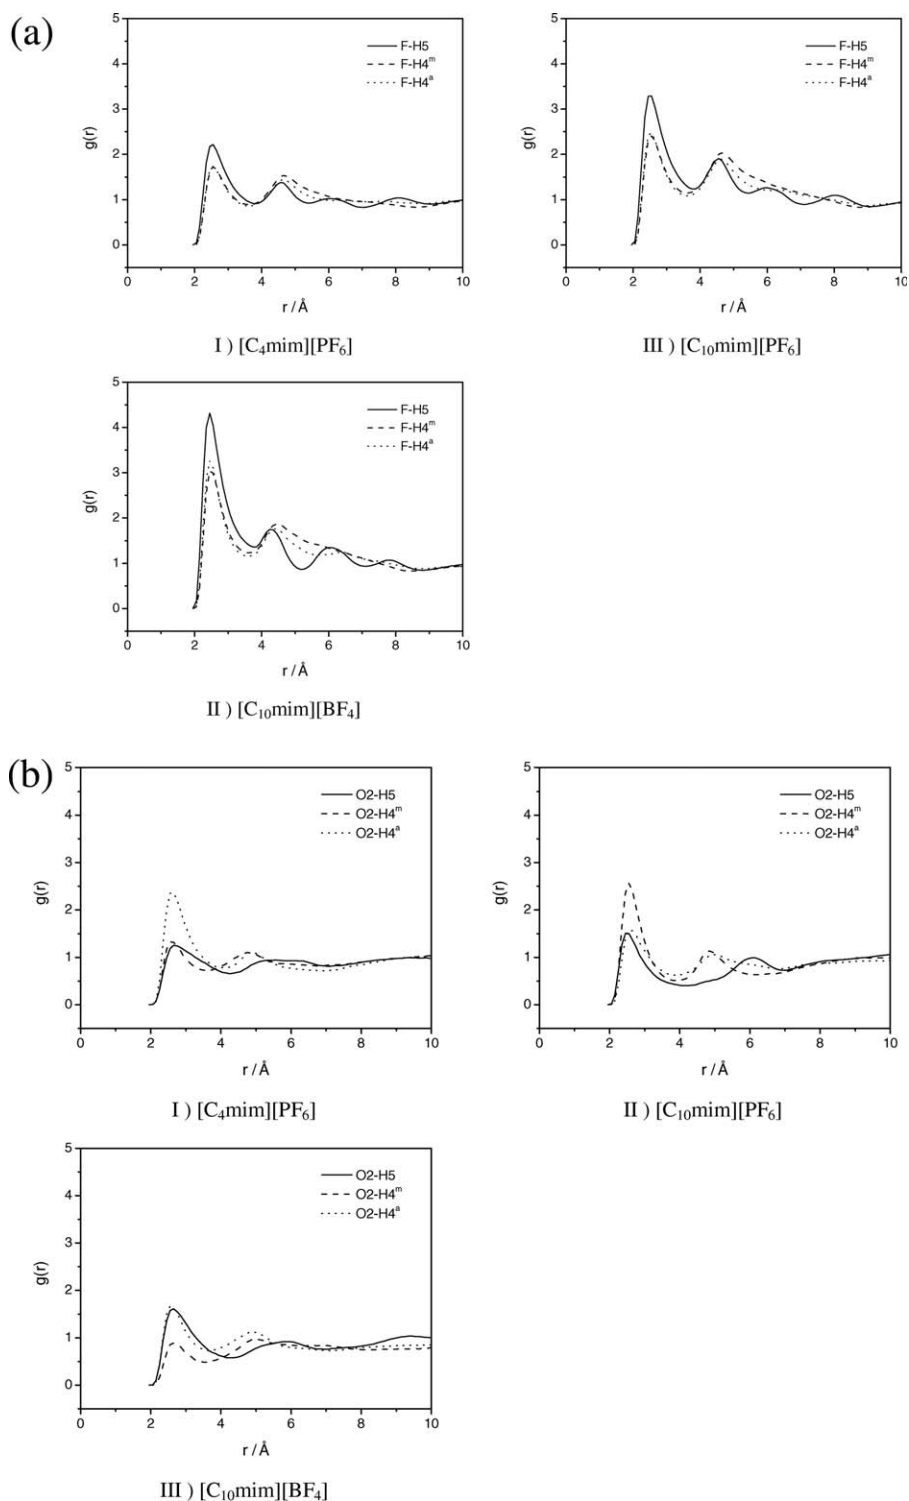 (a)
5
4
3
2
1
0
g(r)
F-H5
F-H4ᵐ
F-H4ᵃ
0 2 4 6 8 10
r / Å
I ) [C₄mim][PF₆]
5
4
3
2
1
0
g(r)
F-H5
F-H4ᵐ
F-H4ᵃ
0 2 4 6 8 10
r / Å
III ) [C₁₀mim][PF₆]
5
4
3
2
1
0
g(r)
F-H5
F-H4ᵐ
F-H4ᵃ
0 2 4 6 8 10
r / Å
II ) [C₁₀mim][BF₄]
(b)
5
4
3
2
1
0
g(r)
O2-H5
O2-H4ᵐ
O2-H4ᵃ
0 2 4 6 8 10
r / Å
I ) [C₄mim][PF₆]
5
4
3
2
1
0
g(r)
O2-H5
O2-H4ᵐ
O2-H4ᵃ
0 2 4 6 8 10
r / Å
II ) [C₁₀mim][PF₆]
5
4
3
2
1
0
g(r)
O2-H5
O2-H4ᵐ
O2-H4ᵃ
0 2 4 6 8 10
r / Å
III ) [C₁₀mim][BF₄]